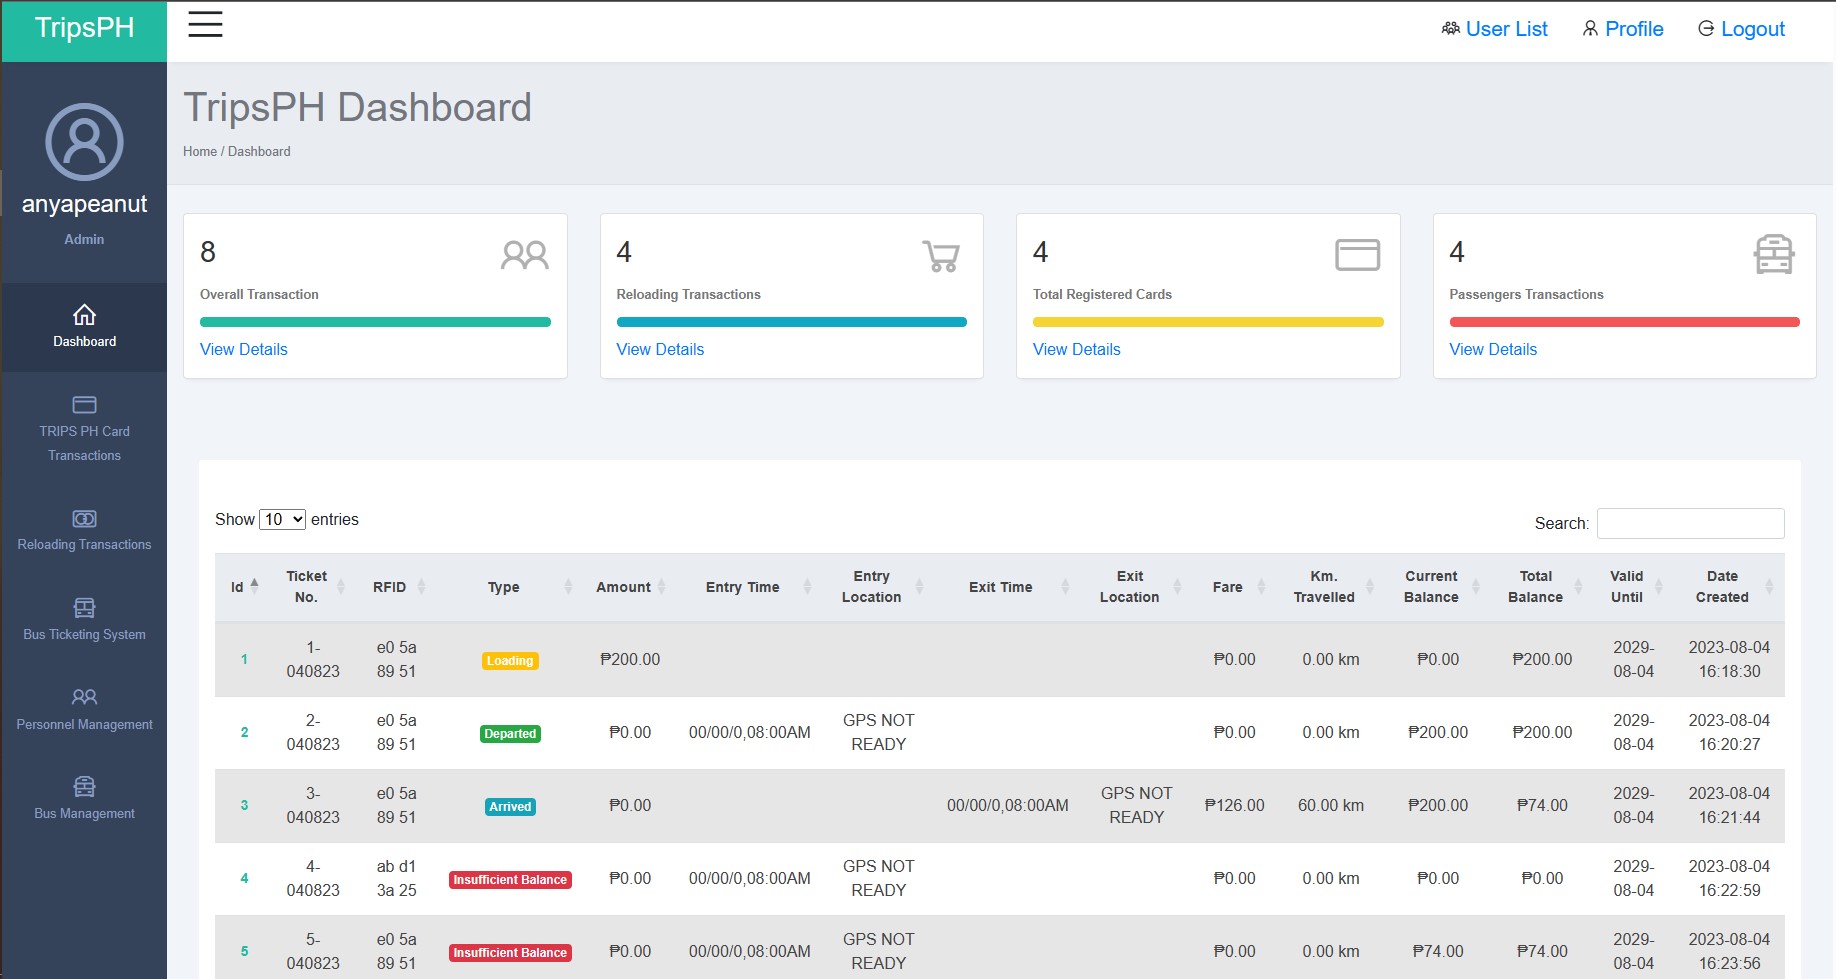 TripsPH
User List Profile Logout
TripsPH Dashboard
Home / Dashboard
anyapeanut
Admin
Dashboard
TRIPS PH Card
Transactions
Reloading Transactions
Bus Ticketing System
Personnel Management
Bus Management
8
Overall Transaction
View Details
4
Reloading Transactions
View Details
4
Total Registered Cards
View Details
4
Passengers Transactions
View Details
Show 10 entries
Search:
Id Ticket No. RFID Type Amount Entry Time Entry Location Exit Time Exit Location Fare Km. Travelled Current Balance Total Balance Valid Until Date Created
1 1-040823 e0 5a 89 51 Loading ₱200.00 ₱0.00 0.00 km ₱0.00 ₱200.00 2029-08-04 2023-08-04 16:18:30
2 2-040823 e0 5a 89 51 Departed ₱0.00 00/00/0,08:00AM GPS NOT READY ₱0.00 0.00 km ₱200.00 ₱200.00 2029-08-04 2023-08-04 16:20:27
3 3-040823 e0 5a 89 51 Arrived ₱0.00 00/00/0,08:00AM GPS NOT READY ₱126.00 60.00 km ₱200.00 ₱74.00 2029-08-04 2023-08-04 16:21:44
4 4-040823 ab d1 3a 25 Insufficient Balance ₱0.00 00/00/0,08:00AM GPS NOT READY ₱0.00 0.00 km ₱0.00 ₱0.00 2029-08-04 2023-08-04 16:22:59
5 5-040823 e0 5a 89 51 Insufficient Balance ₱0.00 00/00/0,08:00AM GPS NOT READY ₱0.00 0.00 km ₱74.00 ₱74.00 2029-08-04 2023-08-04 16:23:56